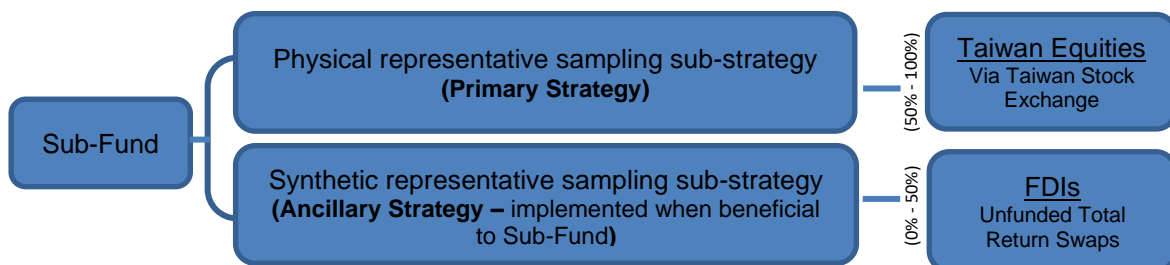 Sub-Fund
Physical representative sampling sub-strategy
(Primary Strategy)
(50% - 100%)
Taiwan Equities
Via Taiwan Stock
Exchange
Synthetic representative sampling sub-strategy
(Ancillary Strategy – implemented when beneficial
to Sub-Fund)
(0% - 50%)
FDIs
Unfunded Total
Return Swaps